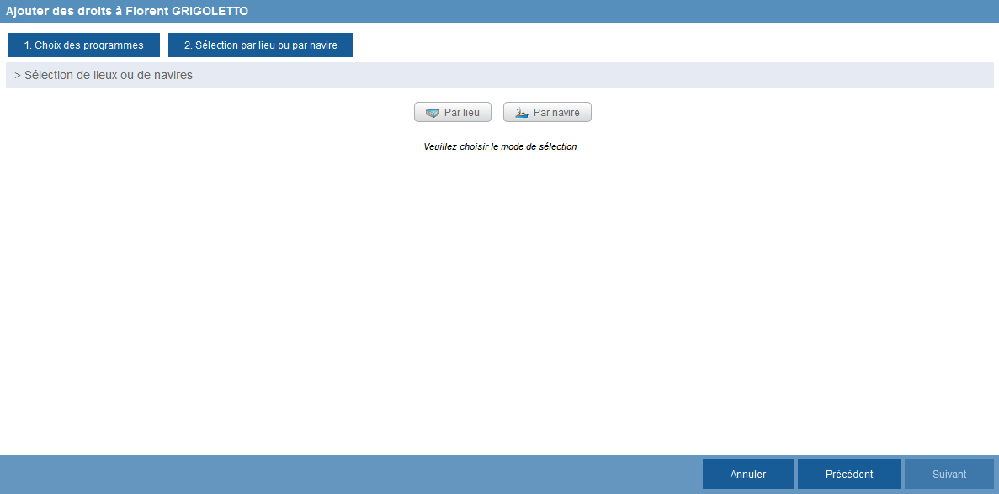 Ajouter des droits à Florent GRIGOLETTO
1. Choix des programmes 2. Sélection par lieu ou par navire
> Sélection de lieux ou de navires
Par lieu Par navire
Veuillez choisir le mode de sélection
Annuler Précédent Suivant